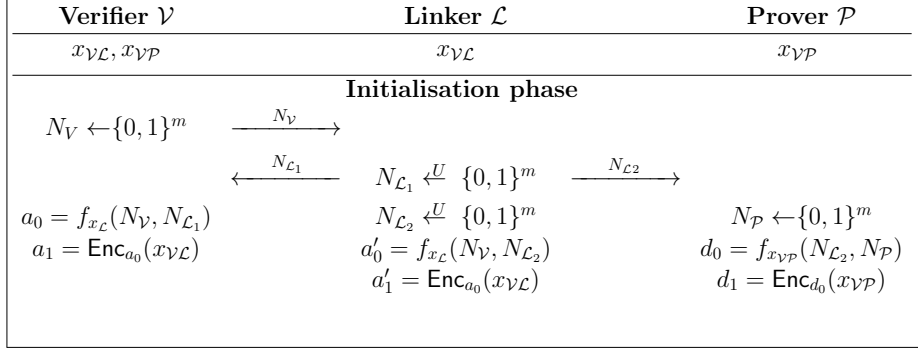 Verifier 𝒱 Linker ℒ Prover 𝒫
x_{𝒱ℒ}, x_{𝒱𝒫} x_{𝒱ℒ} x_{𝒱𝒫}
Initialisation phase
N_V ←{0, 1}^m N_𝒱
N_{ℒ_1} N_{ℒ_1} ←^U {0, 1}^m N_{ℒ2}
a_0 = f_{x_ℒ}(N_𝒱, N_{ℒ_1}) N_{ℒ_2} ←^U {0, 1}^m N_𝒫 ←{0, 1}^m
a_1 = Enc_{a_0}(x_{𝒱ℒ}) a′_0 = f_{x_ℒ}(N_𝒱, N_{ℒ_2}) d_0 = f_{x_{𝒱𝒫}}(N_{ℒ_2}, N_𝒫)
a′_1 = Enc_{a_0}(x_{𝒱ℒ}) d_1 = Enc_{d_0}(x_{𝒱𝒫})